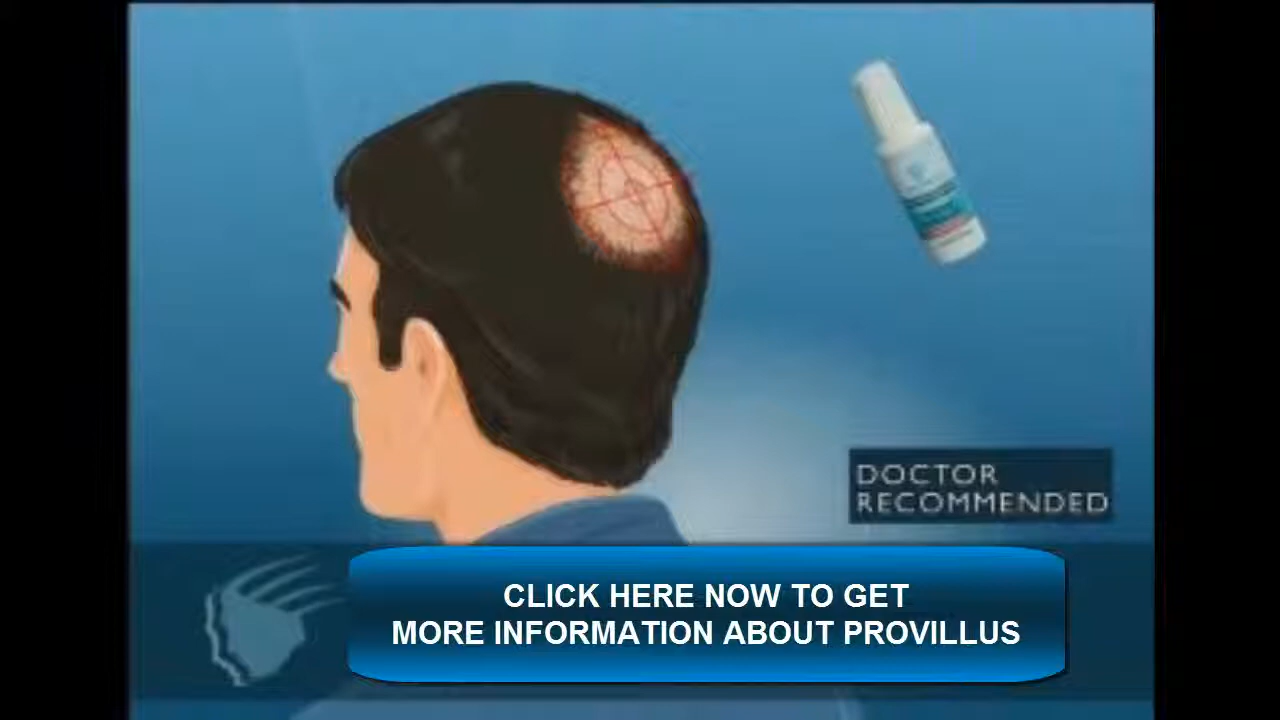 DOCTOR
RECOMMENDED
CLICK HERE NOW TO GET
MORE INFORMATION ABOUT PROVILLUS